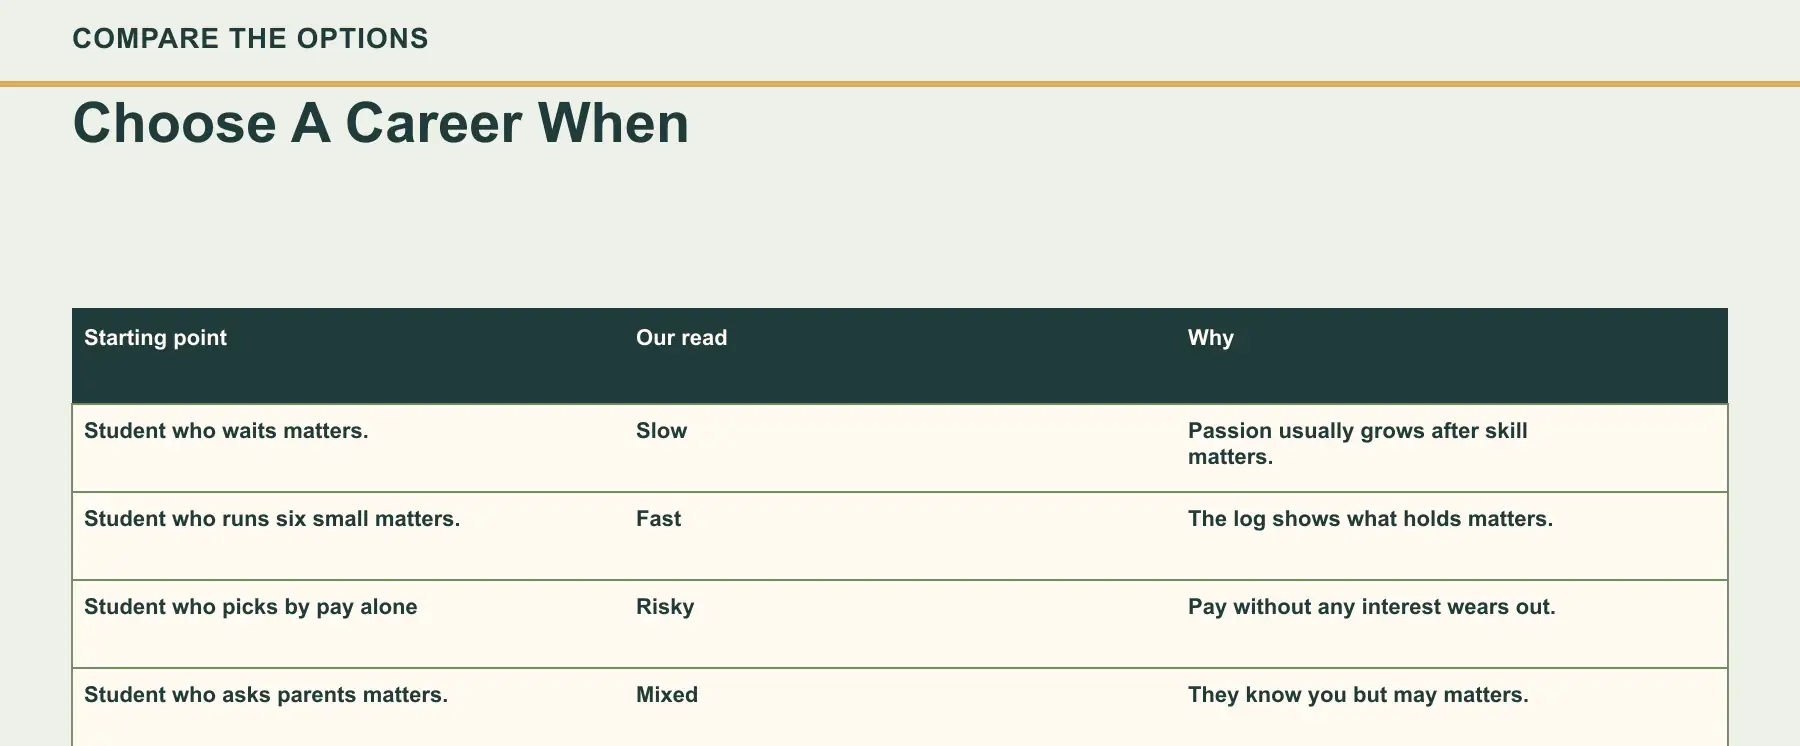 COMPARE THE OPTIONS
Choose A Career When
Starting point
Our read
Why
Student who waits matters.
Slow
Passion usually grows after skill
matters.
Student who runs six small matters.
Fast
The log shows what holds matters.
Student who picks by pay alone
Risky
Pay without any interest wears out.
Student who asks parents matters.
Mixed
They know you but may matters.